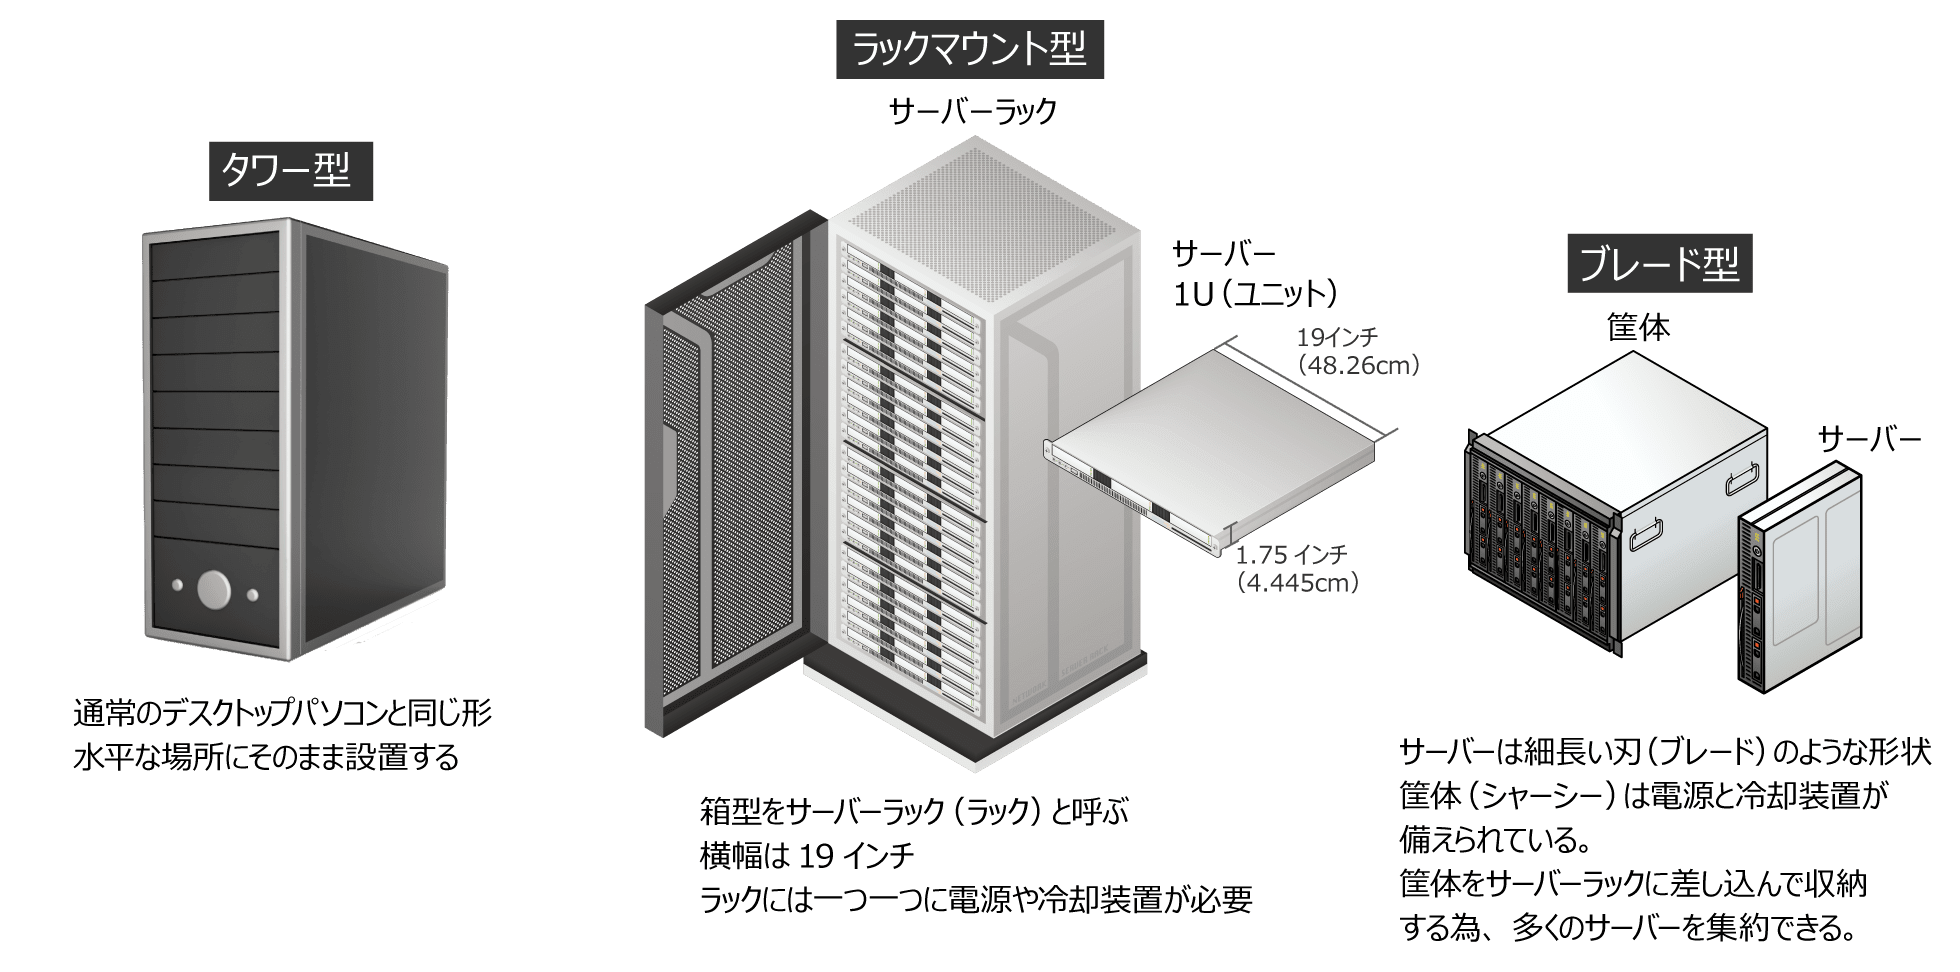 タワー型
通常のデスクトップパソコンと同じ形
水平な場所にそのまま設置する
ラックマウント型
サーバーラック
サーバー
1U（ユニット）
19インチ
（48.26cm）
1.75 インチ
（4.445cm）
NETWORK
SERVER RACK
箱型をサーバーラック（ラック）と呼ぶ
横幅は 19 インチ
ラックには一つ一つに電源や冷却装置が必要
ブレード型
筐体
サーバー
サーバーは細長い刃（ブレード）のような形状
筐体（シャーシー）は電源と冷却装置が
備えられている。
筐体をサーバーラックに差し込んで収納
する為、多くのサーバーを集約できる。